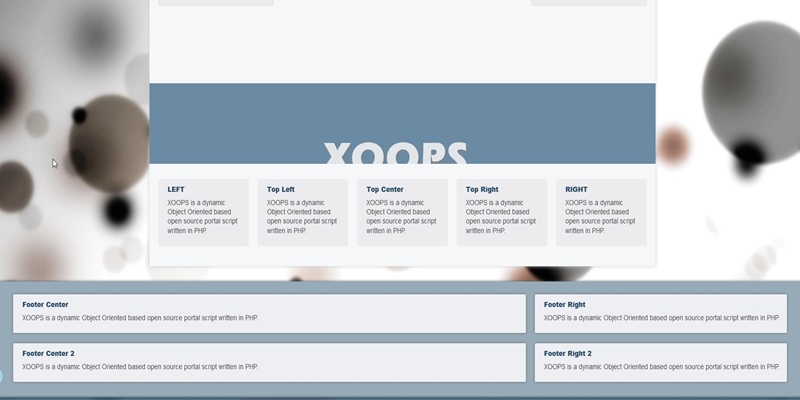 XOOPS
LEFT
XOOPS is a dynamic
Object Oriented based
open source portal script
written in PHP.
Top Left
XOOPS is a dynamic
Object Oriented based
open source portal script
written in PHP.
Top Center
XOOPS is a dynamic
Object Oriented based
open source portal script
written in PHP.
Top Right
XOOPS is a dynamic
Object Oriented based
open source portal script
written in PHP.
RIGHT
XOOPS is a dynamic
Object Oriented based
open source portal script
written in PHP.
Footer Center
XOOPS is a dynamic Object Oriented based open source portal script written in PHP.
Footer Right
XOOPS is a dynamic Object Oriented based open source portal script written in PHP.
Footer Center 2
XOOPS is a dynamic Object Oriented based open source portal script written in PHP.
Footer Right 2
XOOPS is a dynamic Object Oriented based open source portal script written in PHP.